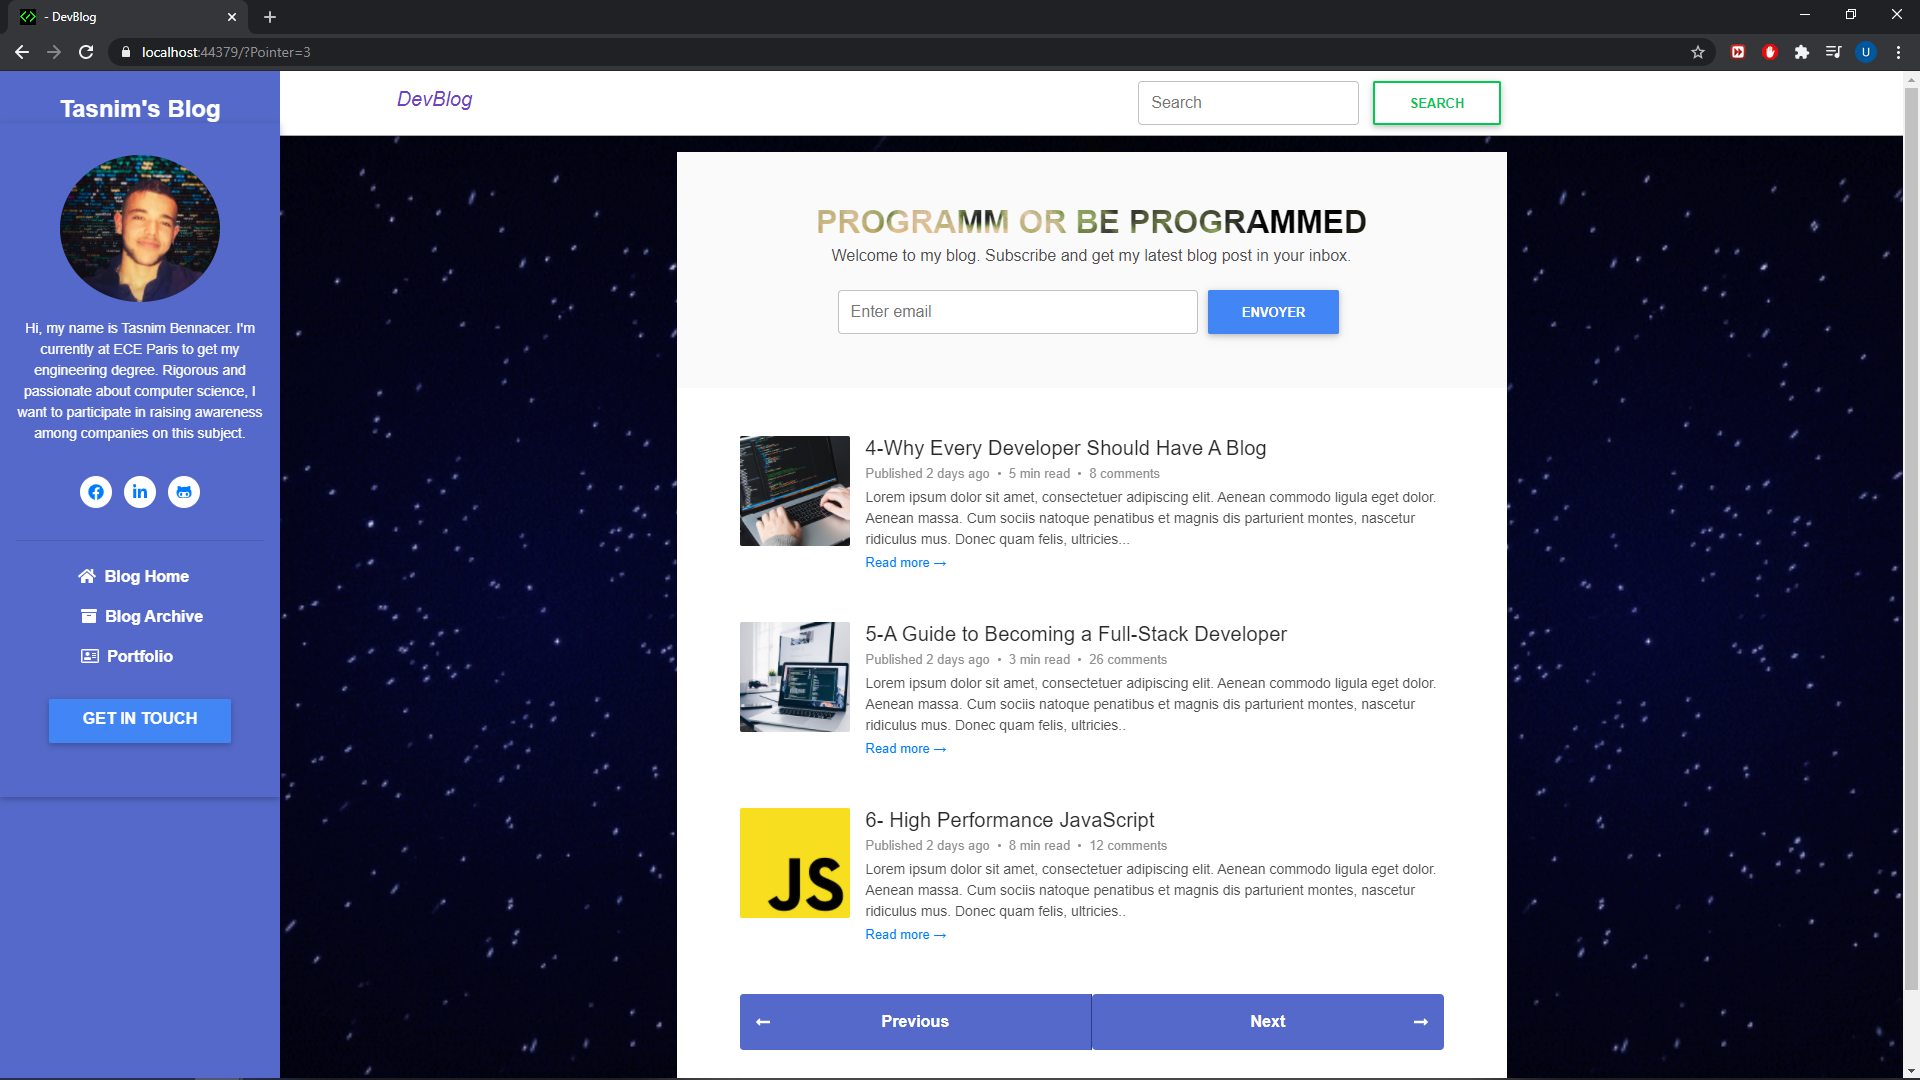 - DevBlog
localhost:44379/?Pointer=3
U
Tasnim's Blog
Hi, my name is Tasnim Bennacer. I'm
currently at ECE Paris to get my
engineering degree. Rigorous and
passionate about computer science, I
want to participate in raising awareness
among companies on this subject.
Blog Home
Blog Archive
Portfolio
GET IN TOUCH
DevBlog
Search
SEARCH
PROGRAMM OR BE PROGRAMMED
Welcome to my blog. Subscribe and get my latest blog post in your inbox.
Enter email
ENVOYER
4-Why Every Developer Should Have A Blog
Published 2 days ago • 5 min read • 8 comments
Lorem ipsum dolor sit amet, consectetuer adipiscing elit. Aenean commodo ligula eget dolor.
Aenean massa. Cum sociis natoque penatibus et magnis dis parturient montes, nascetur
ridiculus mus. Donec quam felis, ultricies...
Read more →
5-A Guide to Becoming a Full-Stack Developer
Published 2 days ago • 3 min read • 26 comments
Lorem ipsum dolor sit amet, consectetuer adipiscing elit. Aenean commodo ligula eget dolor.
Aenean massa. Cum sociis natoque penatibus et magnis dis parturient montes, nascetur
ridiculus mus. Donec quam felis, ultricies..
Read more →
JS
6- High Performance JavaScript
Published 2 days ago • 8 min read • 12 comments
Lorem ipsum dolor sit amet, consectetuer adipiscing elit. Aenean commodo ligula eget dolor.
Aenean massa. Cum sociis natoque penatibus et magnis dis parturient montes, nascetur
ridiculus mus. Donec quam felis, ultricies..
Read more →
← Previous
Next →